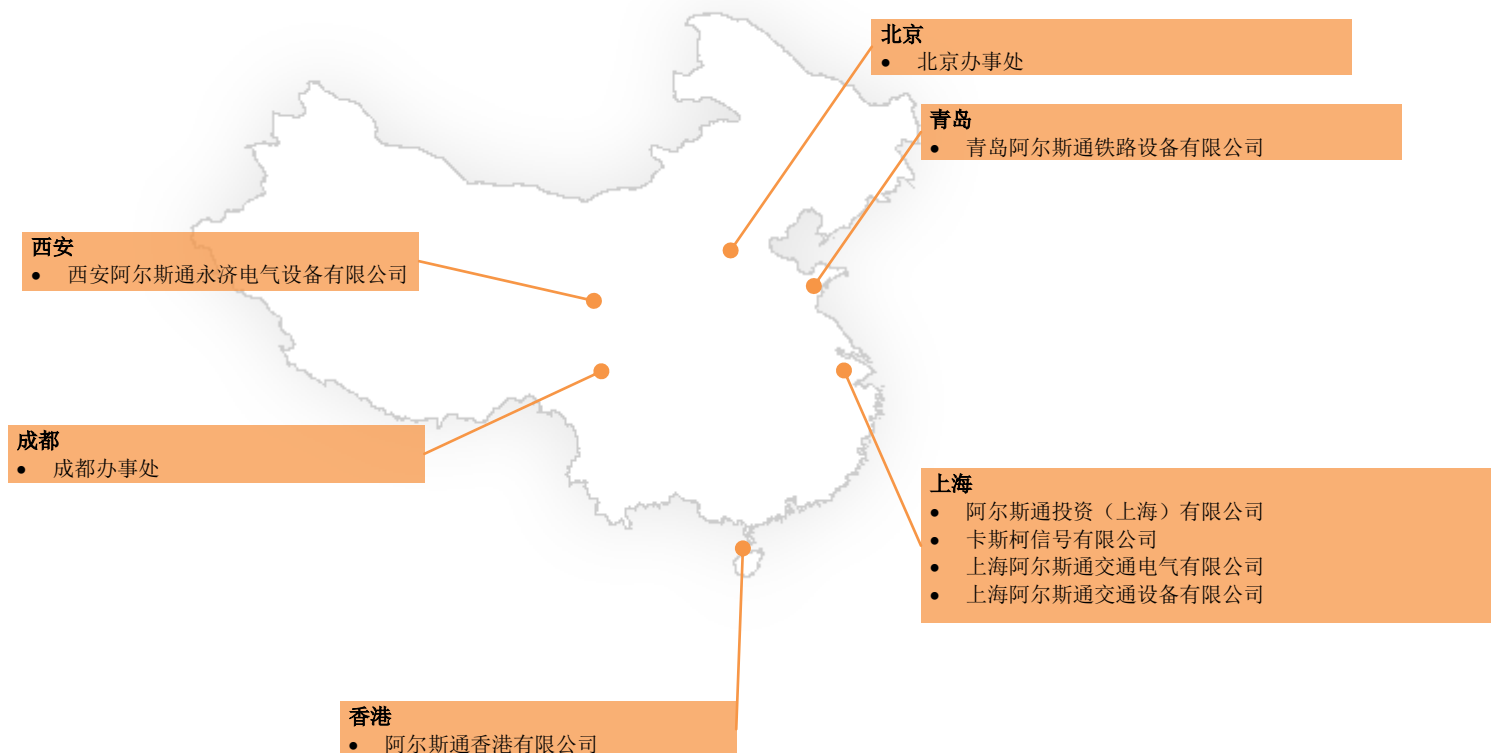 北京
• 北京办事处
青岛
• 青岛阿尔斯通铁路设备有限公司
西安
• 西安阿尔斯通永济电气设备有限公司
成都
• 成都办事处
上海
• 阿尔斯通投资（上海）有限公司
• 卡斯柯信号有限公司
• 上海阿尔斯通交通电气有限公司
• 上海阿尔斯通交通设备有限公司
香港
• 阿尔斯通香港有限公司